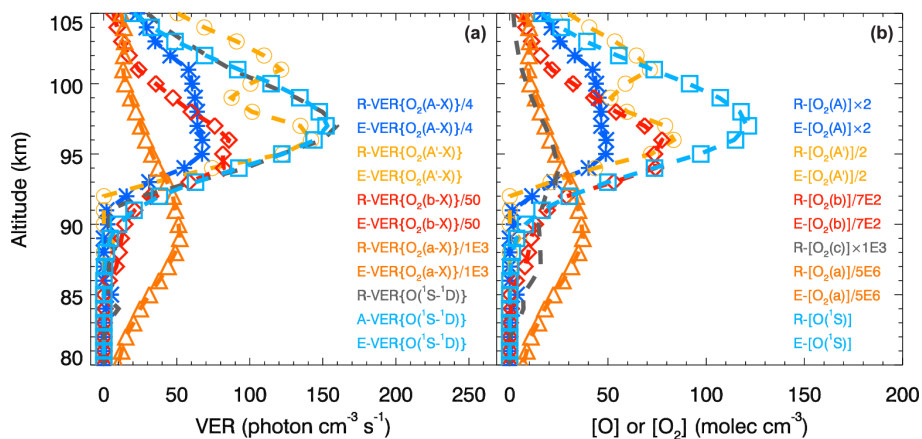 (a)
(b)
105
100
95
90
85
80
Altitude (km)
R-VER{O₂(A-X)}/4
E-VER{O₂(A-X)}/4
R-VER{O₂(A'-X)}
E-VER{O₂(A'-X)}
R-VER{O₂(b-X)}/50
E-VER{O₂(b-X)}/50
R-VER{O₂(a-X)}/1E3
E-VER{O₂(a-X)}/1E3
R-VER{O(¹S-¹D)}
A-VER{O(¹S-¹D)}
E-VER{O(¹S-¹D)}
R-[O₂(A)]×2
E-[O₂(A)]×2
R-[O₂(A')]/2
E-[O₂(A')]/2
R-[O₂(b)]/7E2
E-[O₂(b)]/7E2
R-[O₂(c)]×1E3
R-[O₂(a)]/5E6
E-[O₂(a)]/5E6
R-[O(¹S)]
E-[O(¹S)]
0 50 100 150 200 250
0 50 100 150 200
VER (photon cm⁻³ s⁻¹)
[O] or [O₂] (molec cm⁻³)